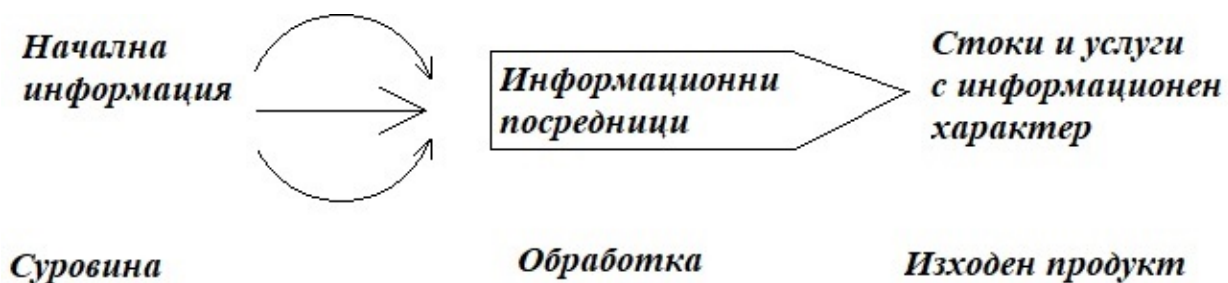 Начална
информация
Информационни
посредници
Стоки и услуги
с информационен
характер
Суровина
Обработка
Изходен продукт